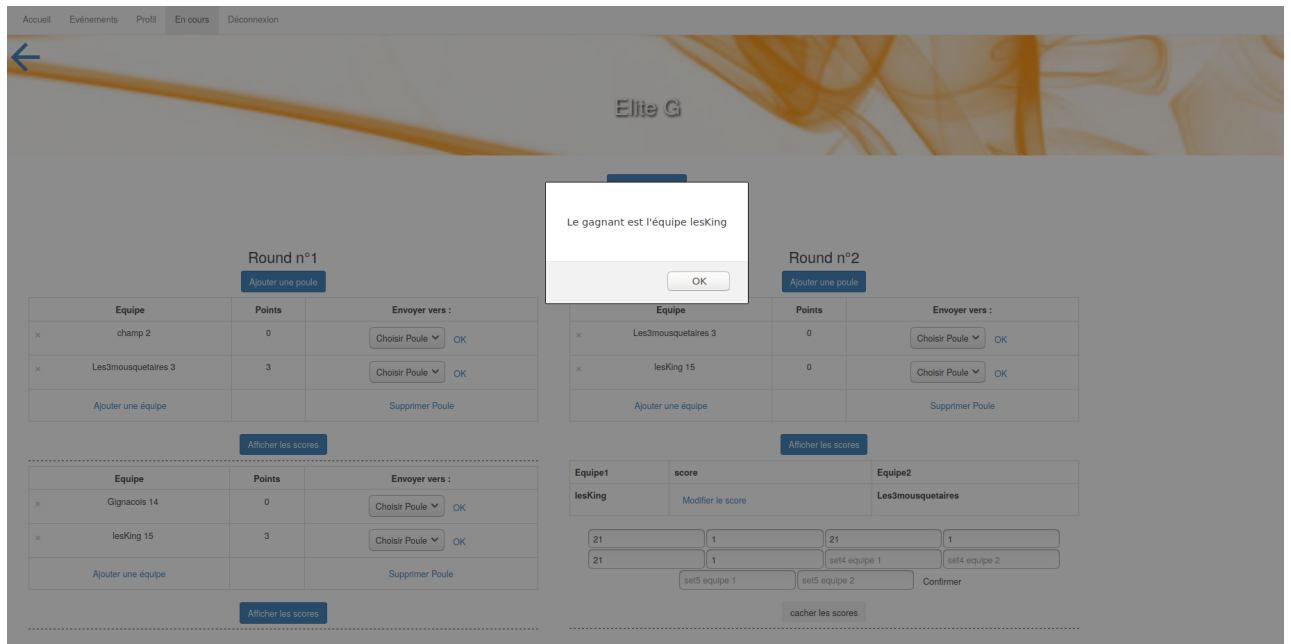 Accueil Evénements Profil En cours Déconnexion
Elite G
Le gagnant est l'équipe lesKing
OK
Round n°1
Ajouter une poule
Equipe Points Envoyer vers :
× champ 2 0 Choisir Poule OK
× Les3mousquetaires 3 3 Choisir Poule OK
Ajouter une équipe Supprimer Poule
Afficher les scores
Equipe Points Envoyer vers :
× Gignacois 14 0 Choisir Poule OK
× lesKing 15 3 Choisir Poule OK
Ajouter une équipe Supprimer Poule
Afficher les scores
Round n°2
Ajouter une poule
Equipe Points Envoyer vers :
× Les3mousquetaires 3 0 Choisir Poule OK
× lesKing 15 0 Choisir Poule OK
Ajouter une équipe Supprimer Poule
Afficher les scores
Equipe1 score Equipe2
lesKing Modifier le score Les3mousquetaires
21 1 21 1
21 1 set4 equipe 1 set4 equipe 2
set5 equipe 1 set5 equipe 2 Confirmer
cacher les scores